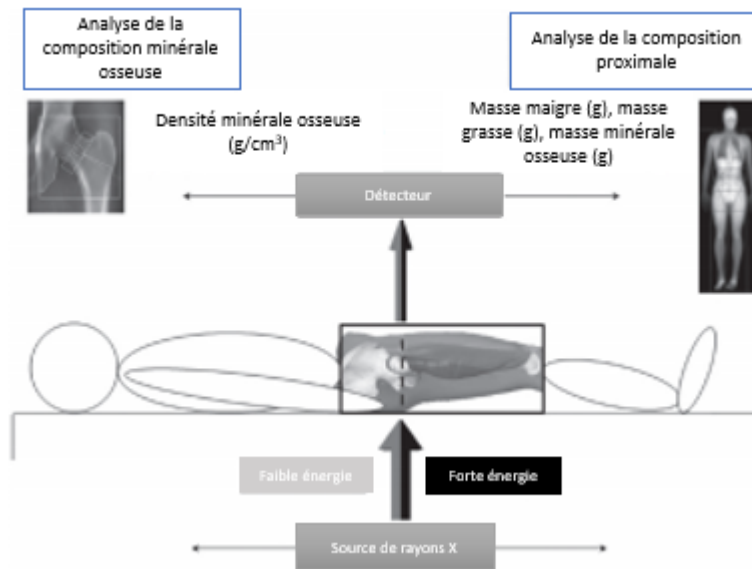 Analyse de la
composition minérale
osseuse
Analyse de la composition
proximale
Densité minérale osseuse
(g/cm³)
Masse maigre (g), masse
grasse (g), masse minérale
osseuse (g)
Détecteur
Faible énergie
Forte énergie
Source de rayons X